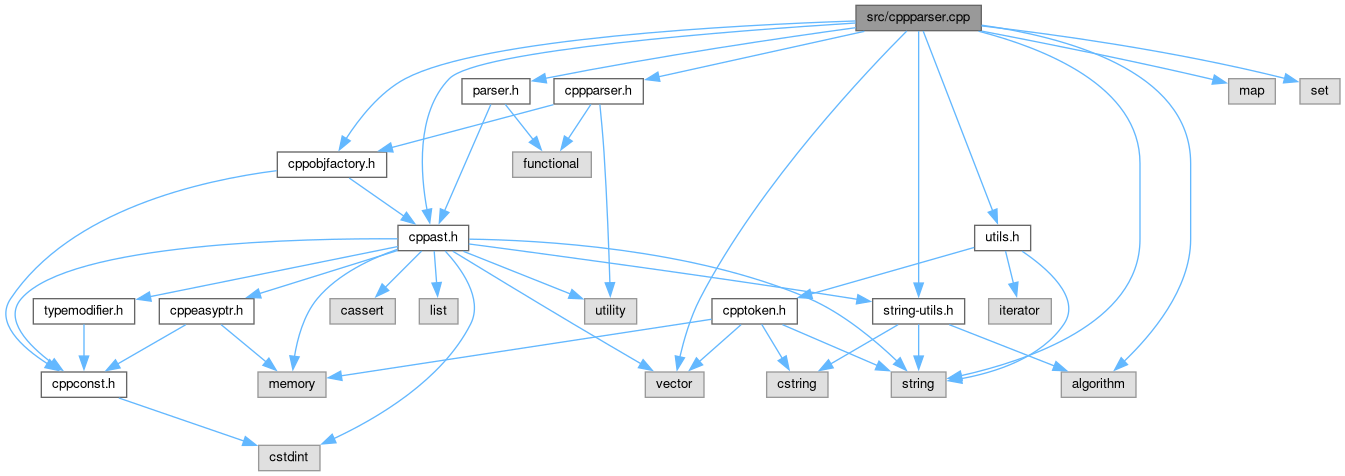 src/cppparser.cpp
parser.h
cppparser.h
map
set
cppobjfactory.h
functional
cppast.h
utils.h
typemodifier.h
cppeasyptr.h
cassert
list
utility
cpptoken.h
string-utils.h
iterator
cppconst.h
memory
vector
cstring
string
algorithm
cstdint